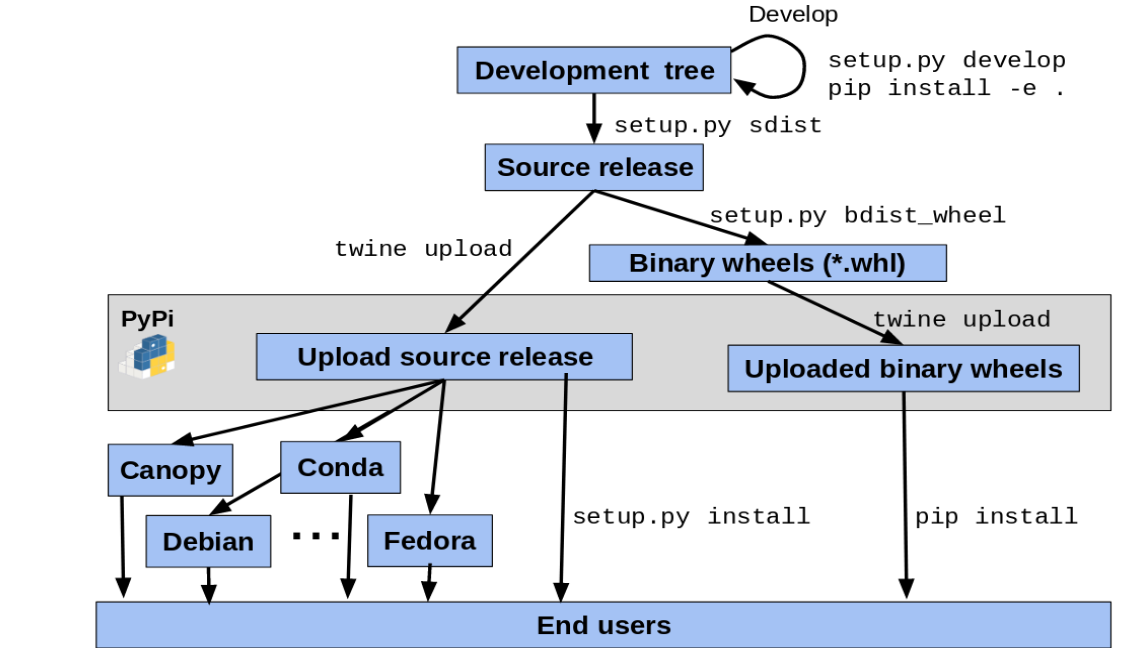 Develop
Development tree
setup.py develop
pip install -e .
setup.py sdist
Source release
setup.py bdist_wheel
twine upload
Binary wheels (*.whl)
PyPi
twine upload
Upload source release
Uploaded binary wheels
Canopy
Conda
Debian
...
Fedora
setup.py install
pip install
End users